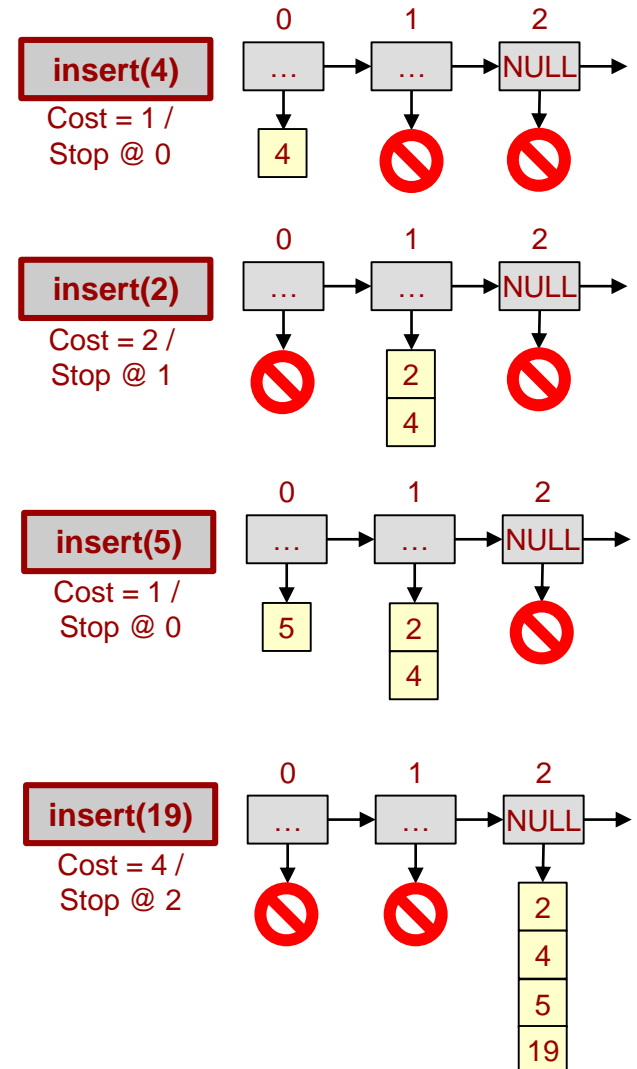 0 1 2
insert(4) … … NULL
Cost = 1 /
Stop @ 0 4
0 1 2
insert(2) … … NULL
Cost = 2 /
Stop @ 1 2
4
0 1 2
insert(5) … … NULL
Cost = 1 /
Stop @ 0 5 2
4
0 1 2
insert(19) … … NULL
Cost = 4 /
Stop @ 2 2
4
5
19